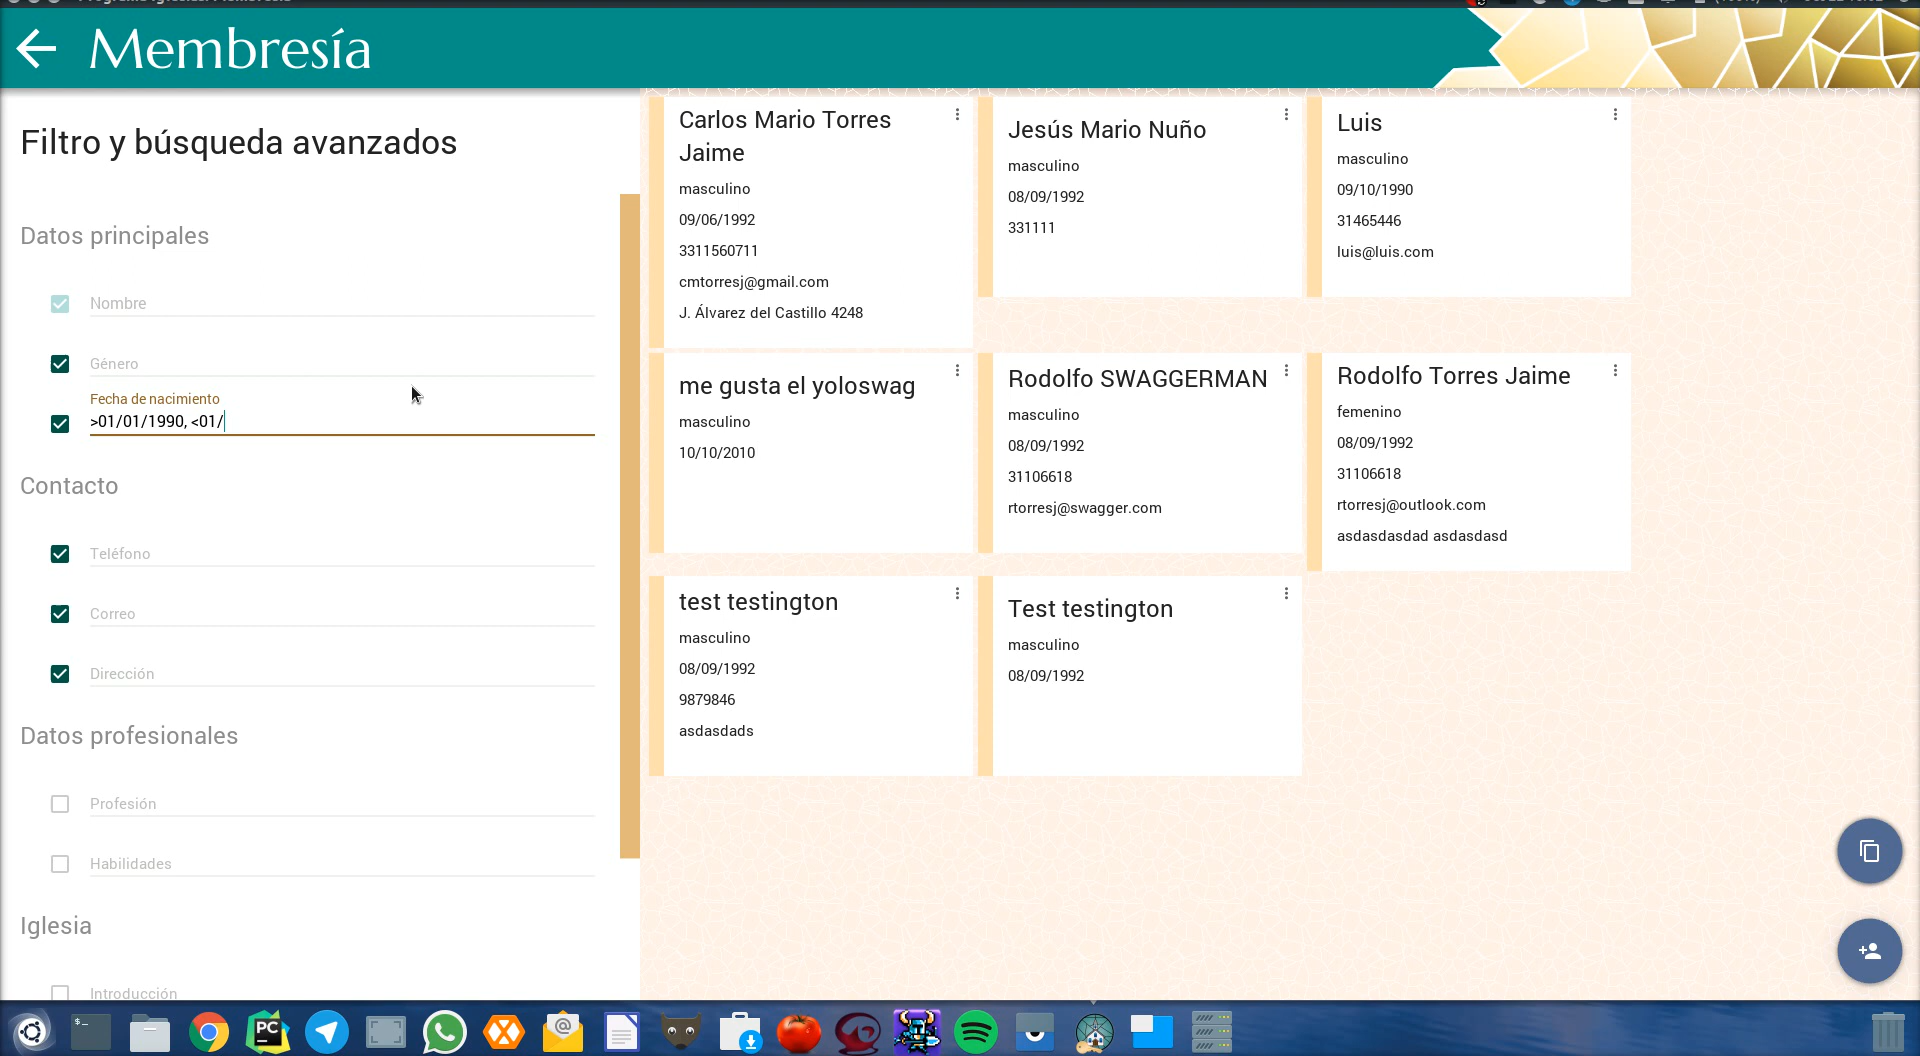 Membresía
Filtro y búsqueda avanzados
Datos principales
Nombre
Género
Fecha de nacimiento
>01/01/1990, <01/
Contacto
Teléfono
Correo
Dirección
Datos profesionales
Profesión
Habilidades
Iglesia
Introducción
Carlos Mario Torres
Jaime
masculino
09/06/1992
3311560711
cmtorresj@gmail.com
J. Álvarez del Castillo 4248
Jesús Mario Nuño
masculino
08/09/1992
331111
Luis
masculino
09/10/1990
31465446
luis@luis.com
me gusta el yoloswag
masculino
10/10/2010
Rodolfo SWAGGERMAN
masculino
08/09/1992
31106618
rtorresj@swagger.com
Rodolfo Torres Jaime
femenino
08/09/1992
31106618
rtorresj@outlook.com
asdasdasdad asdasdasd
test testington
masculino
08/09/1992
9879846
asdasdads
Test testington
masculino
08/09/1992
PC